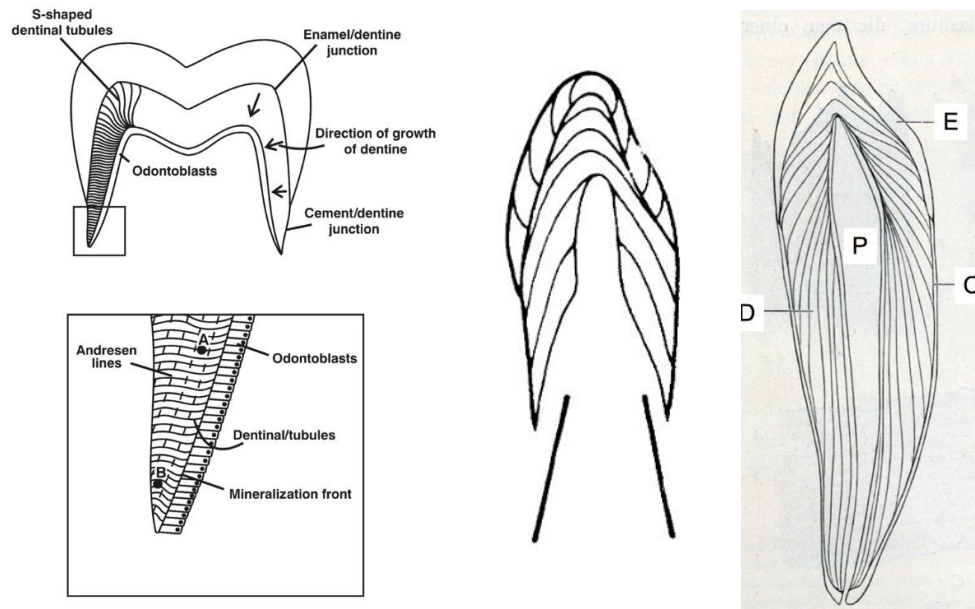 S-shaped
dentinal tubules
Enamel/dentine
junction
Direction of growth
of dentine
Odontoblasts
Cement/dentine
junction
A
Andresen
lines
Odontoblasts
Dentinal/tubules
B
Mineralization front
E
P
D
C